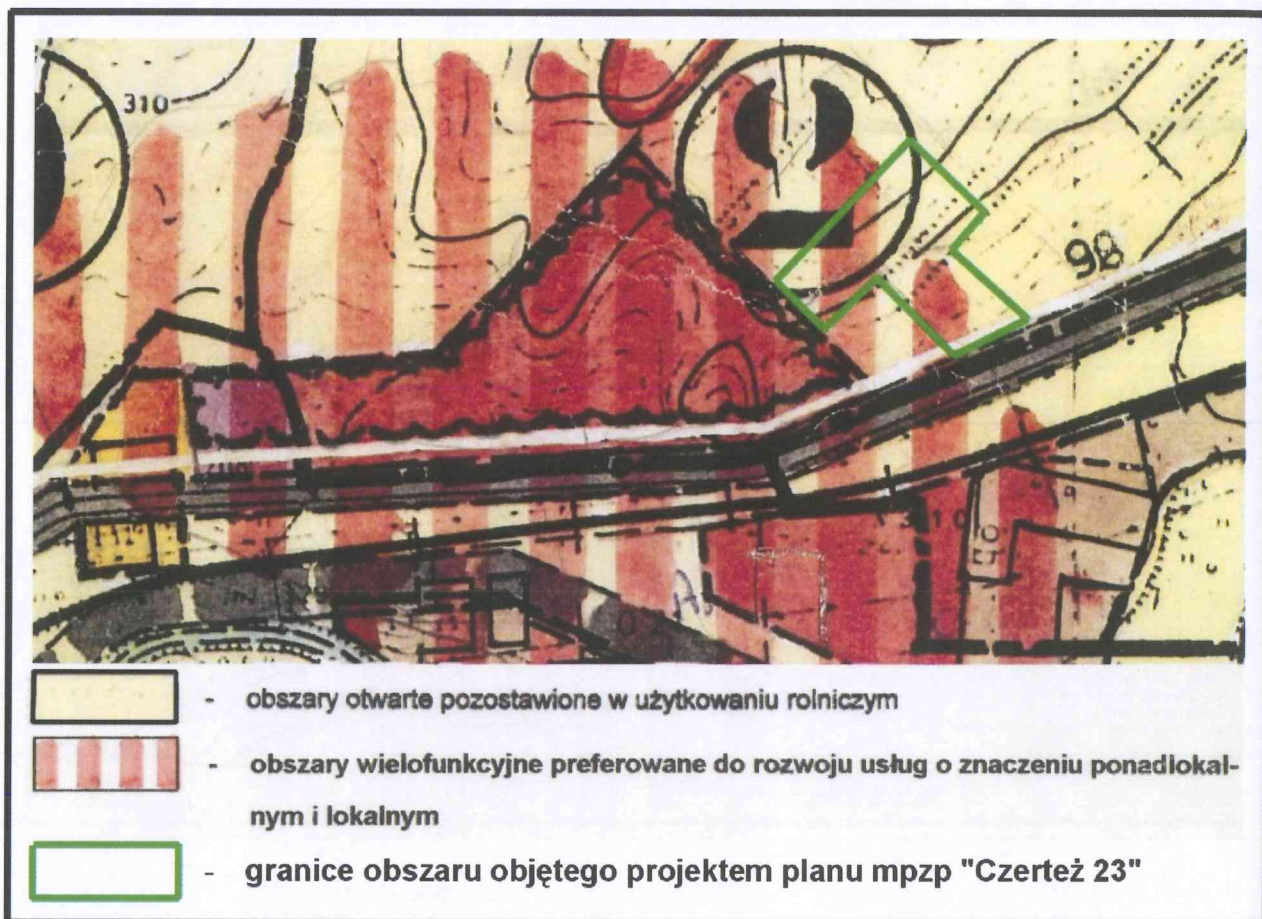 310
98
1310
- obszary otwarte pozostawione w użytkowaniu rolniczym
- obszary wielofunkcyjne preferowane do rozwoju usług o znaczeniu ponadlokal-
nym i lokalnym
- granice obszaru objętego projektem planu mpzp "Czerteż 23"